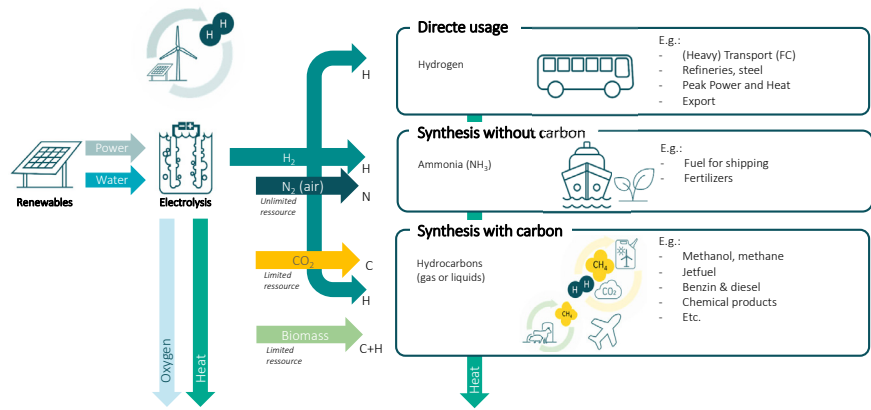 H
H
Power
Water
Renewables
Electrolysis
Oxygen
Heat
H₂
H
H
N₂ (air)
N
Unlimited
ressource
CO₂
C
Limited
ressource
H
Biomass
C+H
Limited
ressource
Directe usage
Hydrogen
E.g.:
- (Heavy) Transport (FC)
- Refineries, steel
- Peak Power and Heat
- Export
Synthesis without carbon
Ammonia (NH₃)
E.g.:
- Fuel for shipping
- Fertilizers
Synthesis with carbon
Hydrocarbons
(gas or liquids)
CH₄
H
H
CO₂
CH₄
E.g.:
- Methanol, methane
- Jetfuel
- Benzin & diesel
- Chemical products
- Etc.
Heat